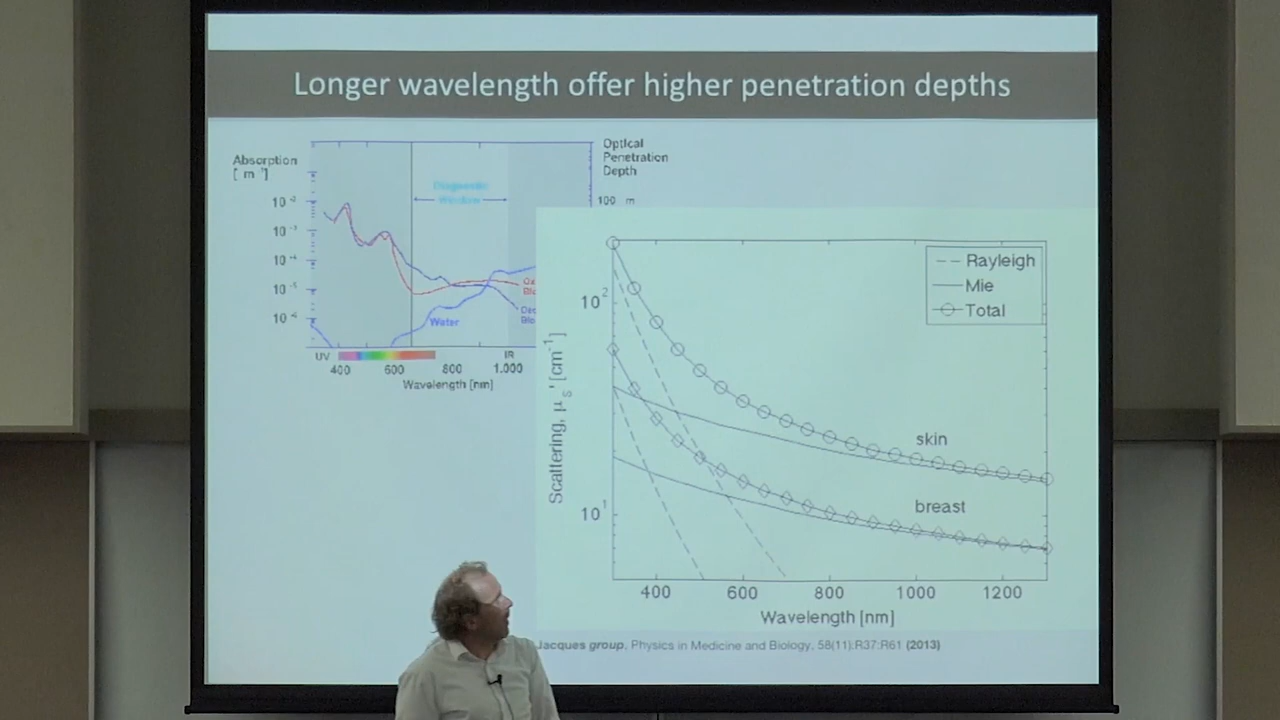 Longer wavelength offer higher penetration depths
Absorption
[ m⁻¹]
10⁻²
10⁻³
10⁻⁴
10⁻⁵
10⁻⁶
Diagnostic
Window
Optical
Penetration
Depth
100 m
Water
UV
IR
400
600
800
1.000
Wavelength [nm]
Rayleigh
Mie
Total
10²
10¹
Scattering, μs' [cm⁻¹]
skin
breast
400
600
800
1000
1200
Wavelength [nm]
Jacques group, Physics in Medicine and Biology, 58(11):R37:R61 (2013)